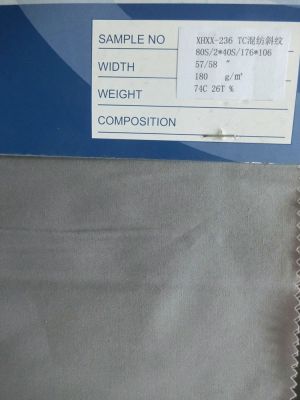 SAMPLE NO XHXX-236 TC混纺斜纹
80S/2*40S/176*106
WIDTH 57/58 "
WEIGHT 180 g/㎡
COMPOSITION 74C 26T %